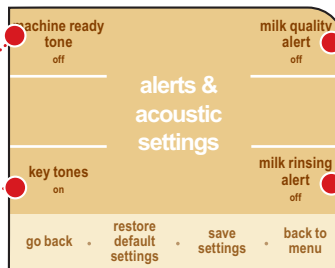 machine ready
tone
off
milk quality
alert
off
alerts &
acoustic
settings
key tones
on
milk rinsing
alert
off
go back
restore
default
settings
save
settings
back to
menu